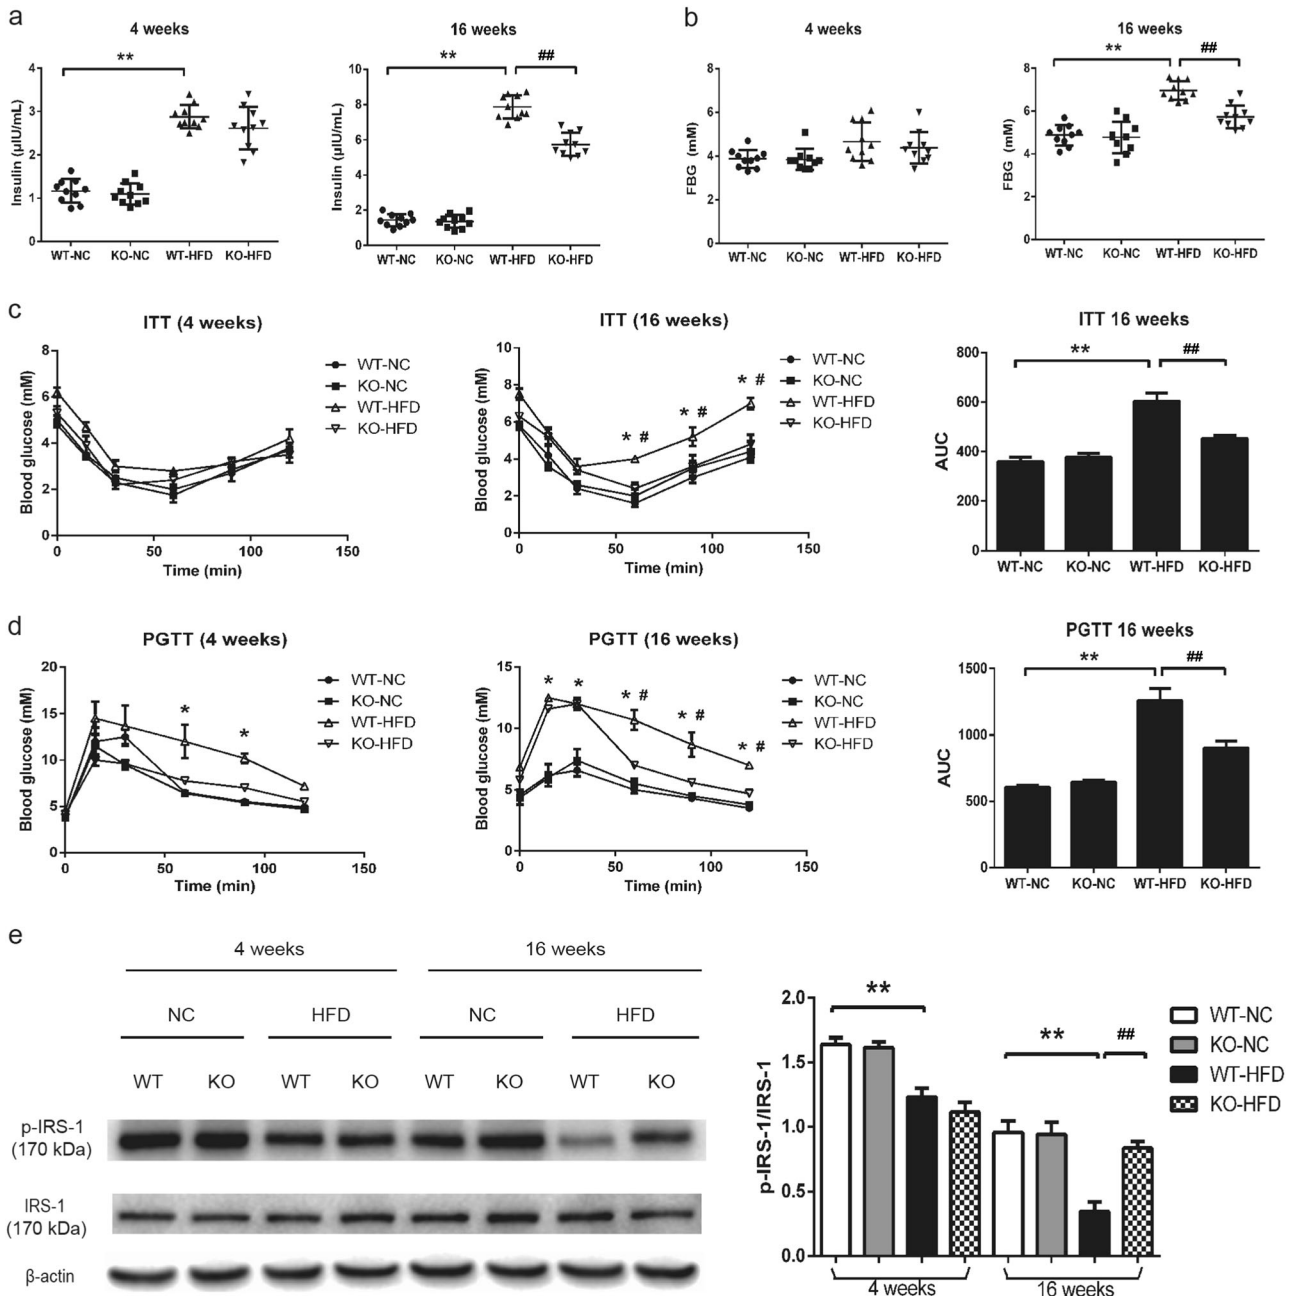 a
4 weeks
**
Insulin (µIU/mL)
4
3
2
1
0
WT-NC KO-NC WT-HFD KO-HFD
16 weeks
** ##
Insulin (µIU/mL)
10
8
6
4
2
0
WT-NC KO-NC WT-HFD KO-HFD
b
4 weeks
FBG (mM)
8
6
4
2
0
WT-NC KO-NC WT-HFD KO-HFD
16 weeks
** ##
FBG (mM)
8
6
4
2
0
WT-NC KO-NC WT-HFD KO-HFD
c
ITT (4 weeks)
Blood glucose (mM)
8
6
4
2
0
0 50 100 150
Time (min)
WT-NC
KO-NC
WT-HFD
KO-HFD
ITT (16 weeks)
Blood glucose (mM)
10
8
6
4
2
0
* # * # * #
0 50 100 150
Time (min)
WT-NC
KO-NC
WT-HFD
KO-HFD
ITT 16 weeks
** ##
AUC
800
600
400
200
0
WT-NC KO-NC WT-HFD KO-HFD
d
PGTT (4 weeks)
Blood glucose (mM)
20
15
10
5
0
* *
0 50 100 150
Time (min)
WT-NC
KO-NC
WT-HFD
KO-HFD
PGTT (16 weeks)
Blood glucose (mM)
15
10
5
0
* * * # * # * #
0 50 100 150
Time (min)
WT-NC
KO-NC
WT-HFD
KO-HFD
PGTT 16 weeks
** ##
AUC
1500
1000
500
0
WT-NC KO-NC WT-HFD KO-HFD
e
4 weeks 16 weeks
NC HFD NC HFD
WT KO WT KO WT KO WT KO
p-IRS-1
(170 kDa)
IRS-1
(170 kDa)
β-actin
p-IRS-1/IRS-1
2.0
1.5
1.0
0.5
0.0
** ** ##
4 weeks 16 weeks
WT-NC
KO-NC
WT-HFD
KO-HFD